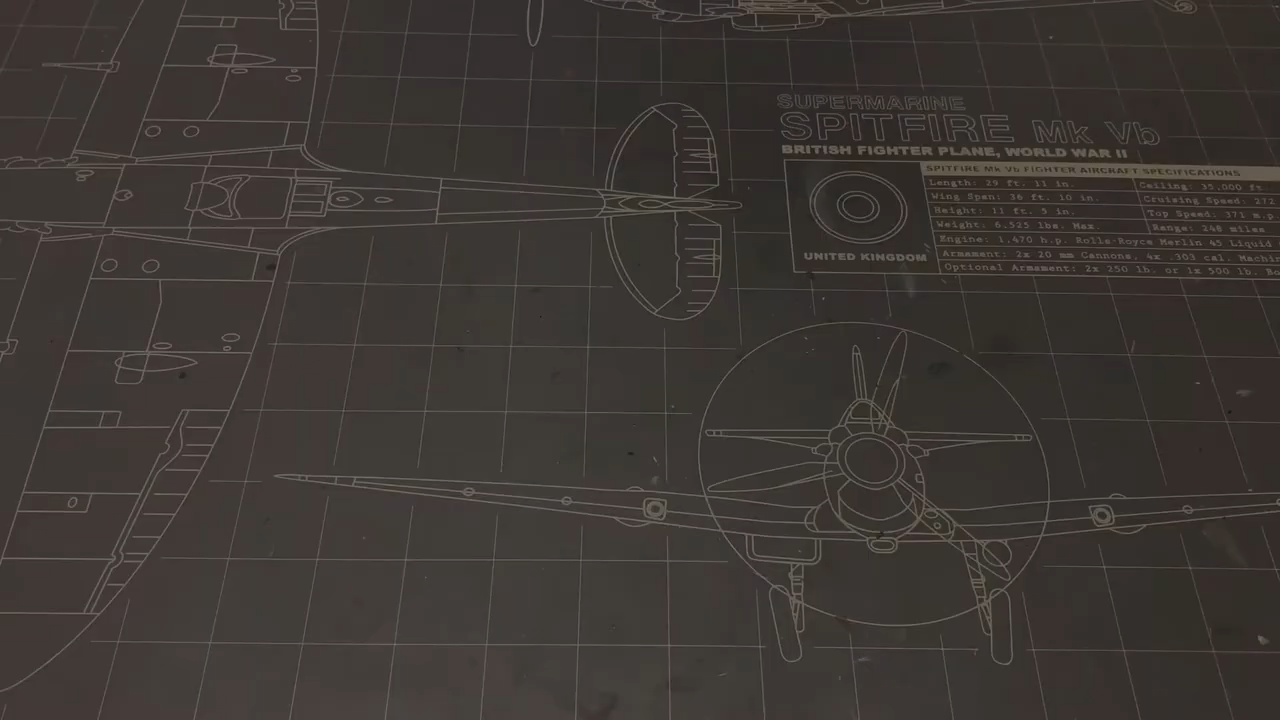 SUPERMARINE
SPITFIRE Mk Vb
BRITISH FIGHTER PLANE, WORLD WAR II
SPITFIRE Mk Vb FIGHTER AIRCRAFT SPECIFICATIONS
Length: 29 ft. 11 in. Ceiling: 35,000 ft
Wing Span: 36 ft. 10 in. Cruising Speed: 272
Height: 11 ft. 5 in. Top Speed: 371 m.p
Weight: 6,525 lbs. Max. Range: 248 miles
Engine: 1,470 h.p. Rolls-Royce Merlin 45 Liquid
Armament: 2x 20 mm Cannons, 4x .303 cal. Machin
Optional Armament: 2x 250 lb. or 1x 500 lb. Bo
UNITED KINGDOM